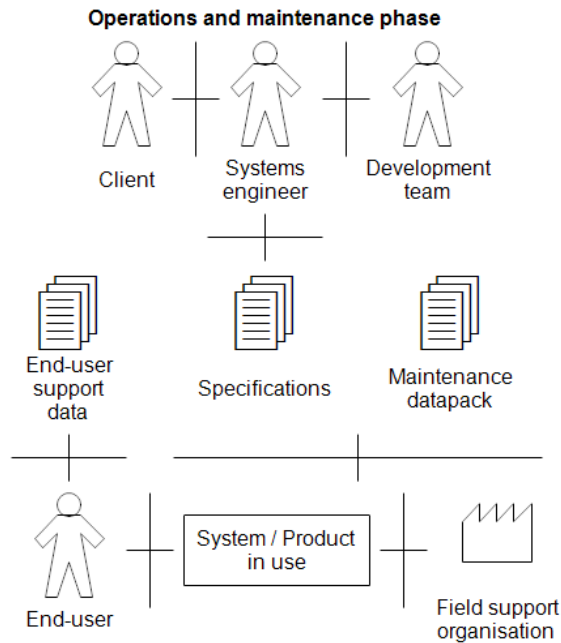 Operations and maintenance phase
Client
Systems
engineer
Development
team
End-user
support
data
Specifications
Maintenance
datapack
End-user
System / Product
in use
Field support
organisation